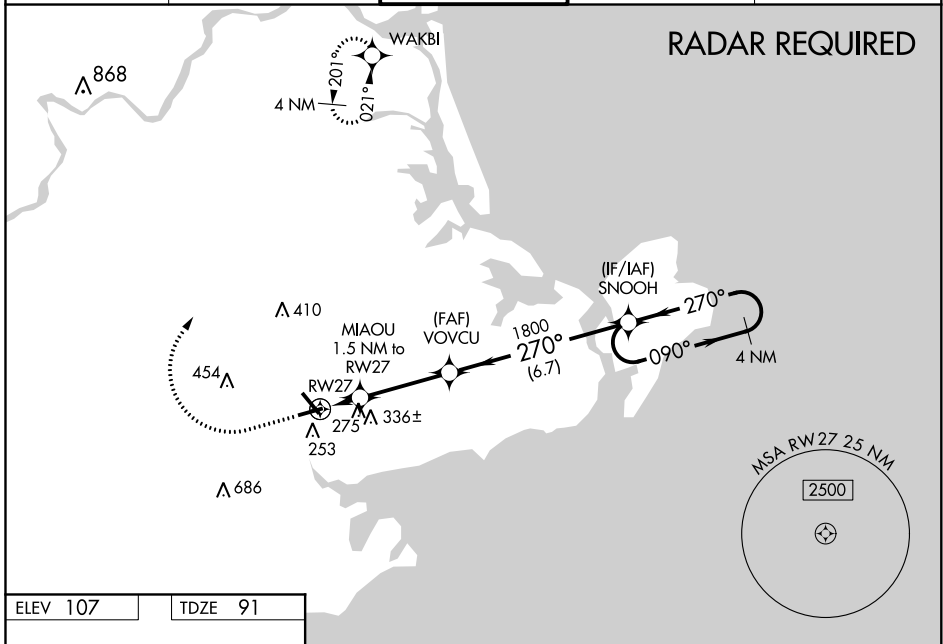 WAKBI
RADAR REQUIRED
868
201°
4 NM
021°
(IF/IAF)
SNOOH
410
MIAOU
1.5 NM to
RW27
(FAF)
VOVCU
1800
270°
(6.7)
270°
090°
4 NM
454
RW27
275
336±
253
686
MSA RW27 25 NM
2500
ELEV 107
TDZE 91